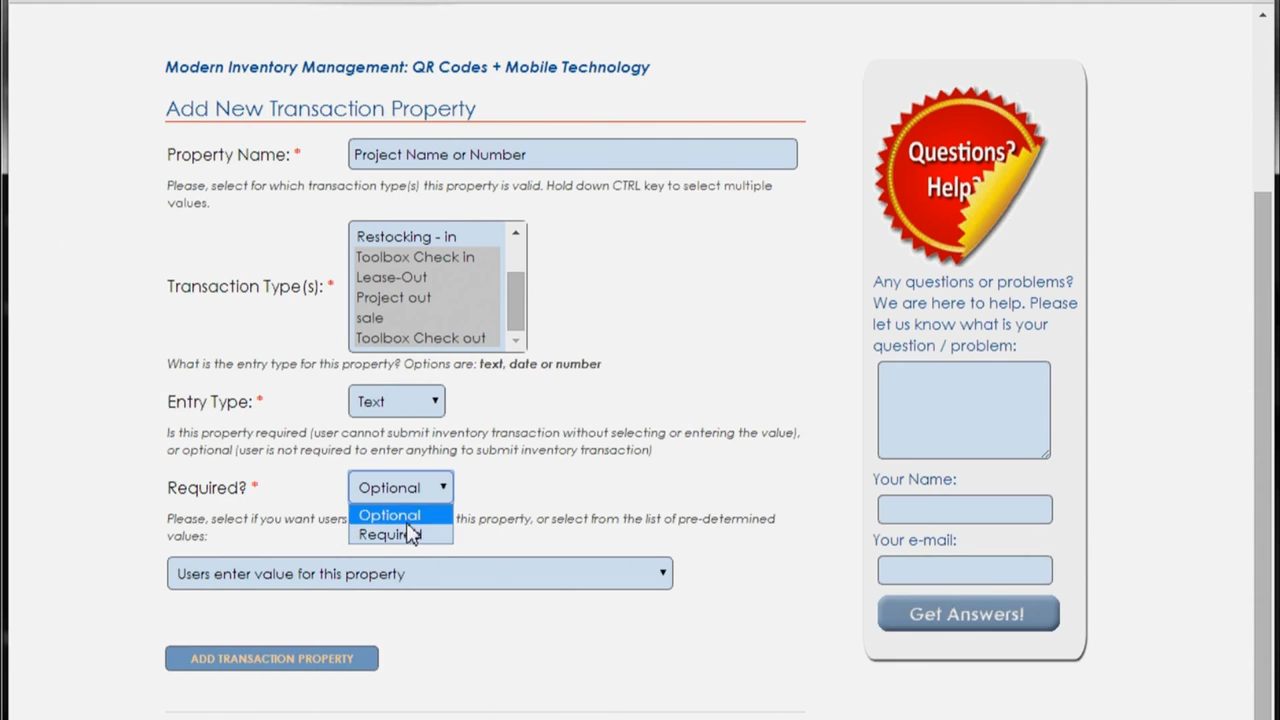 Modern Inventory Management: QR Codes + Mobile Technology
Add New Transaction Property
Property Name: *
Project Name or Number
Please, select for which transaction type(s) this property is valid. Hold down CTRL key to select multiple
values.
Transaction Type(s): *
Restocking - in
Toolbox Check in
Lease-Out
Project out
sale
Toolbox Check out
What is the entry type for this property? Options are: text, date or number
Entry Type: *
Text
Is this property required (user cannot submit inventory transaction without selecting or entering the value),
or optional (user is not required to enter anything to submit inventory transaction)
Required? *
Optional
Optional
Required
Please, select if you want users this property, or select from the list of pre-determined
values:
Users enter value for this property
ADD TRANSACTION PROPERTY
Questions?
Help?
Any questions or problems?
We are here to help. Please
let us know what is your
question / problem:
Your Name:
Your e-mail:
Get Answers!